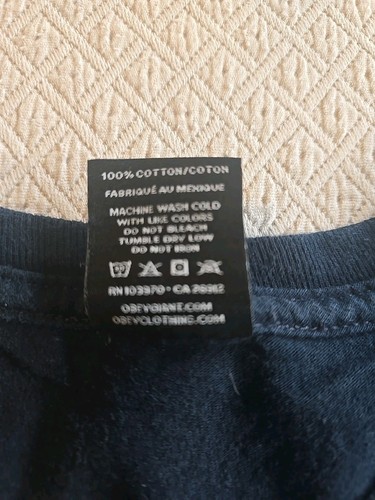 100% COTTON/COTON
FABRIQUÉ AU MEXIQUE
MACHINE WASH COLD
WITH LIKE COLORS
DO NOT BLEACH
TUMBLE DRY LOW
DO NOT IRON
RN 103970 • CA
OBEYGIANT.COM
OBEYCLOTHING.COM